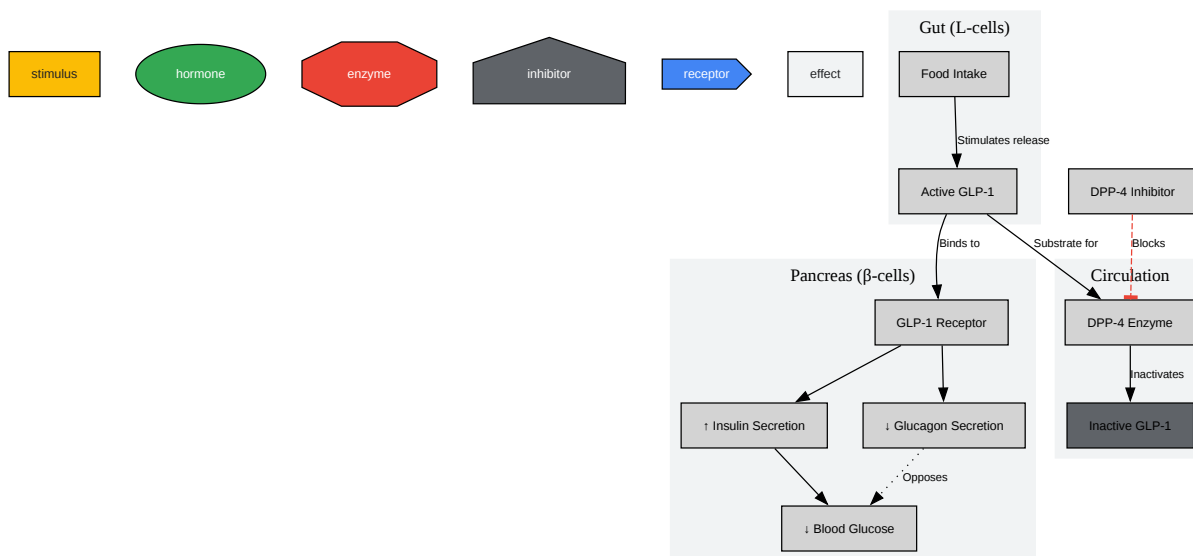 Gut (L-cells)
stimulus
hormone
enzyme
inhibitor
receptor
effect
Food Intake
Stimulates release
Active GLP-1
DPP-4 Inhibitor
Binds to
Substrate for
Blocks
Pancreas (β-cells)
Circulation
GLP-1 Receptor
DPP-4 Enzyme
Inactivates
↑ Insulin Secretion
↓ Glucagon Secretion
Inactive GLP-1
Opposes
↓ Blood Glucose